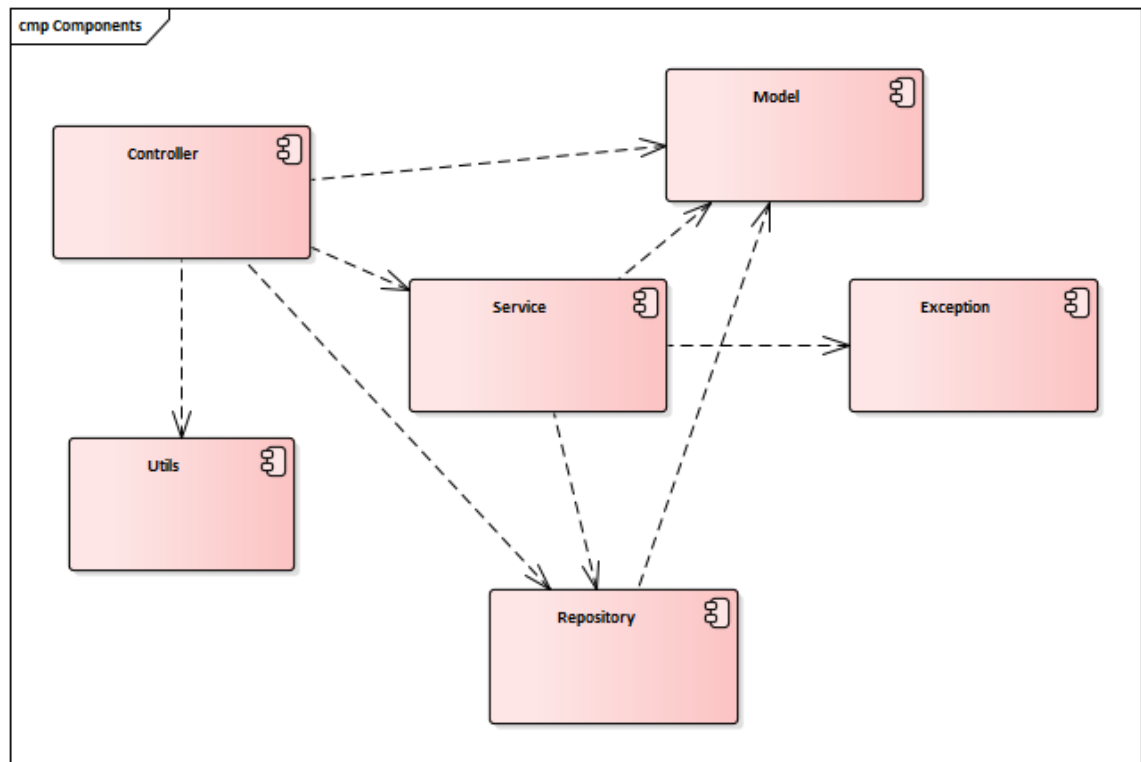 cmp Components
Model
Controller
Service
Exception
Utils
Repository